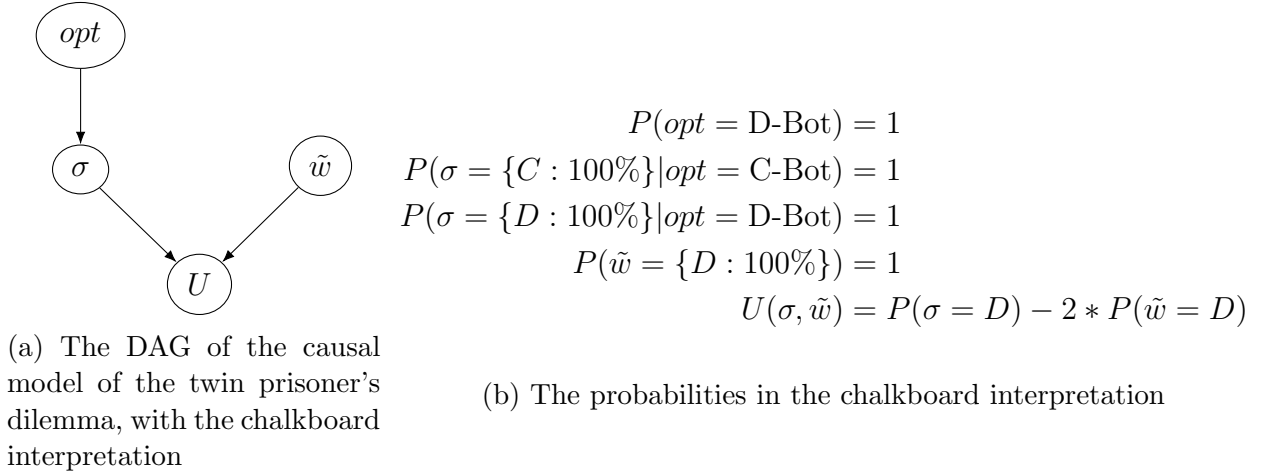 opt
σ
w̃
U
(a) The DAG of the causal
model of the twin prisoner's
dilemma, with the chalkboard
interpretation
P(opt = D-Bot) = 1
P(σ = {C : 100%}|opt = C-Bot) = 1
P(σ = {D : 100%}|opt = D-Bot) = 1
P(w̃ = {D : 100%}) = 1
U(σ, w̃) = P(σ = D) − 2 ∗ P(w̃ = D)
(b) The probabilities in the chalkboard interpretation